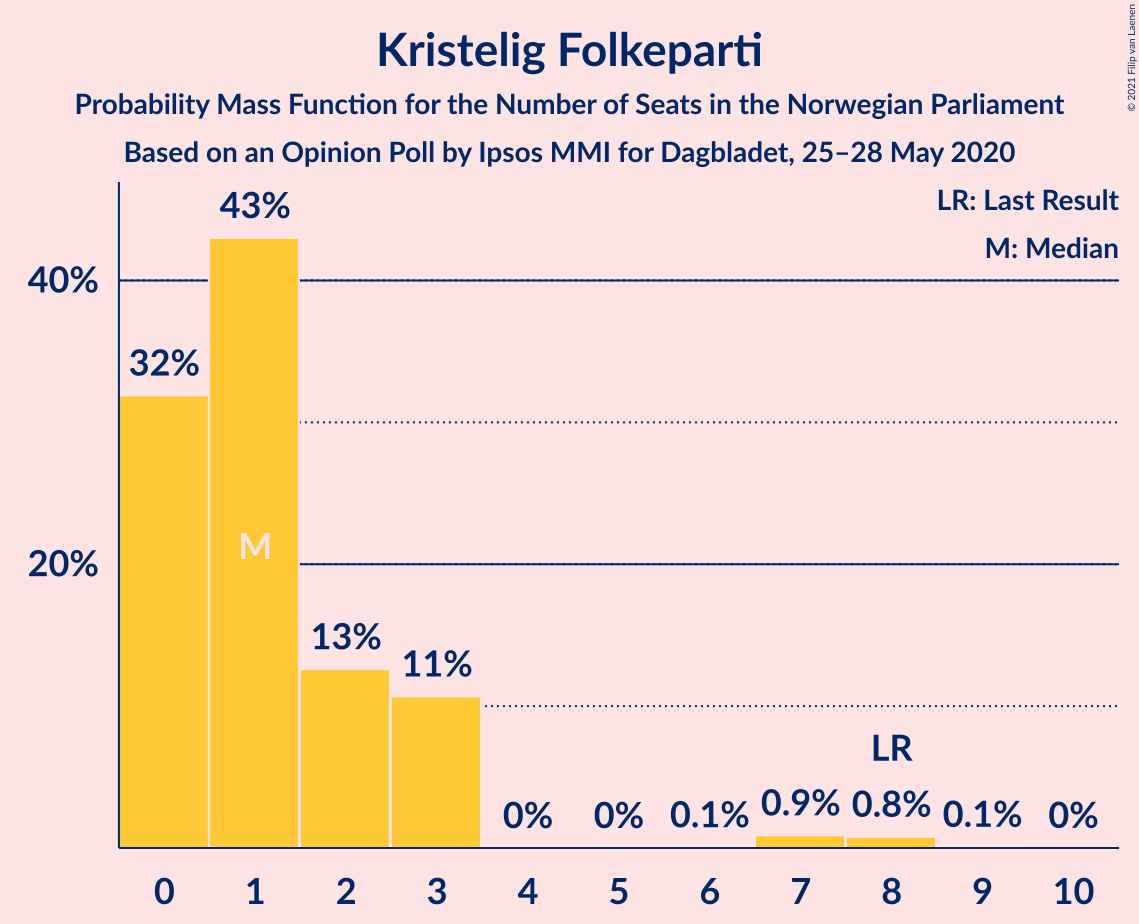 Kristelig Folkeparti
Probability Mass Function for the Number of Seats in the Norwegian Parliament
Based on an Opinion Poll by Ipsos MMI for Dagbladet, 25–28 May 2020
© 2021 Filip van Laenen
LR: Last Result
M: Median
43%
40%
32%
M
20%
13%
11%
LR
0% 0% 0.1% 0.9% 0.8% 0.1% 0%
0 1 2 3 4 5 6 7 8 9 10